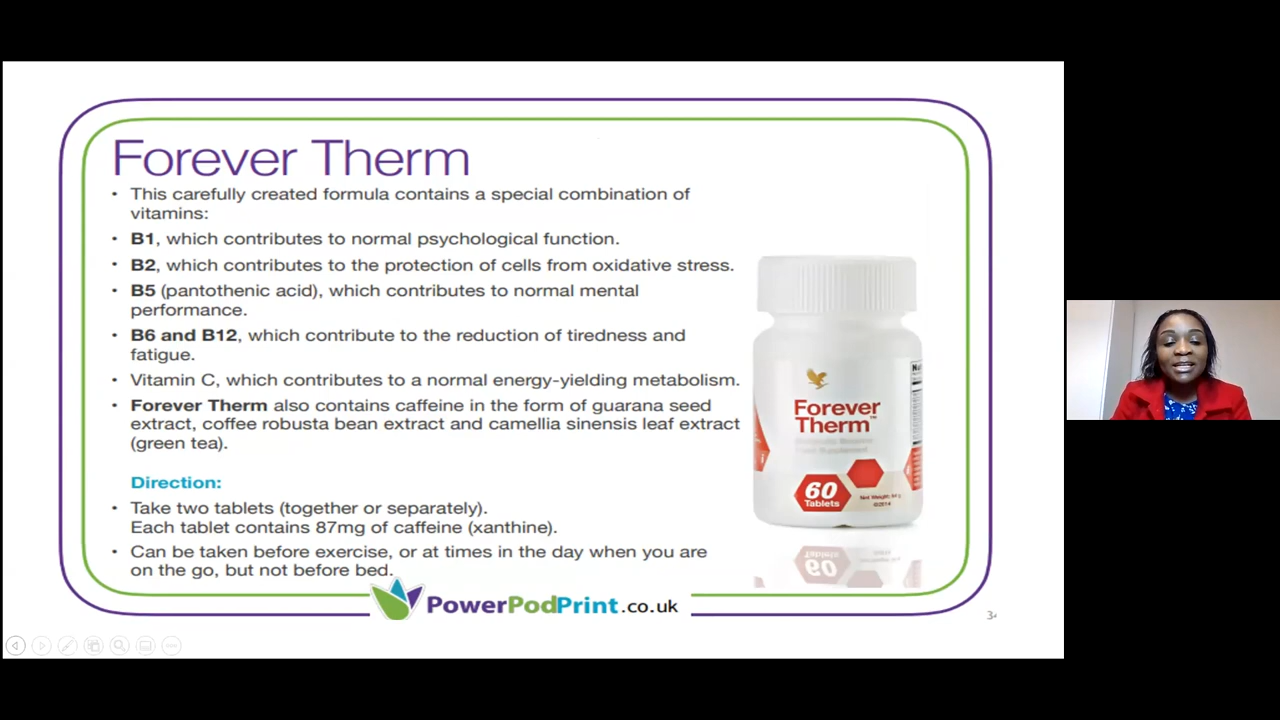 Forever Therm
• This carefully created formula contains a special combination of
vitamins:
• B1, which contributes to normal psychological function.
• B2, which contributes to the protection of cells from oxidative stress.
• B5 (pantothenic acid), which contributes to normal mental
performance.
• B6 and B12, which contribute to the reduction of tiredness and
fatigue.
• Vitamin C, which contributes to a normal energy-yielding metabolism.
• Forever Therm also contains caffeine in the form of guarana seed
extract, coffee robusta bean extract and camellia sinensis leaf extract
(green tea).
Direction:
• Take two tablets (together or separately).
Each tablet contains 87mg of caffeine (xanthine).
• Can be taken before exercise, or at times in the day when you are
on the go, but not before bed.
Forever
Therm™
60
Tablets
Net Weight:
©2014
PowerPodPrint.co.uk
34